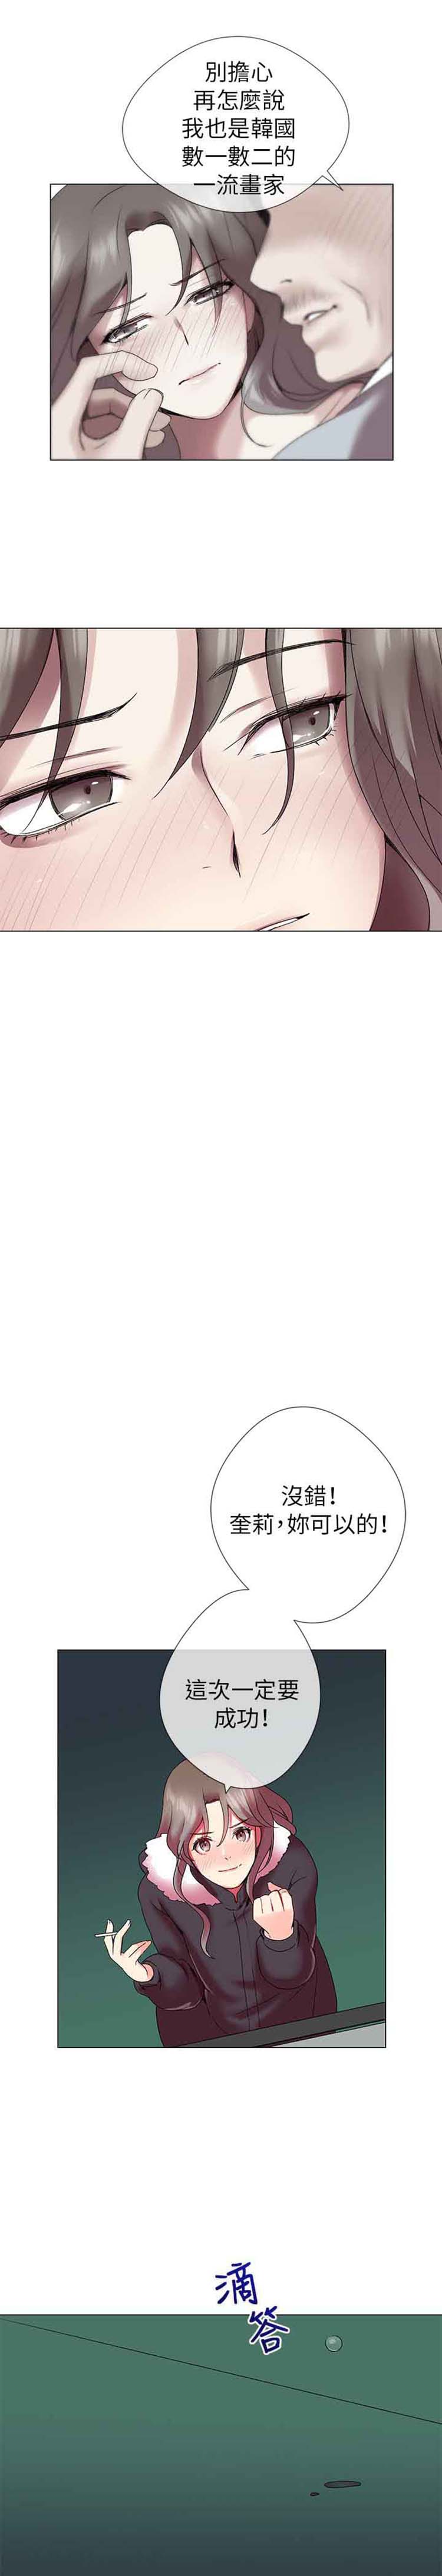 別擔心
再怎麼說
我也是韓國
數一數二的
一流畫家
沒錯！
奎莉，妳可以的！
這次一定要
成功！
滴
答